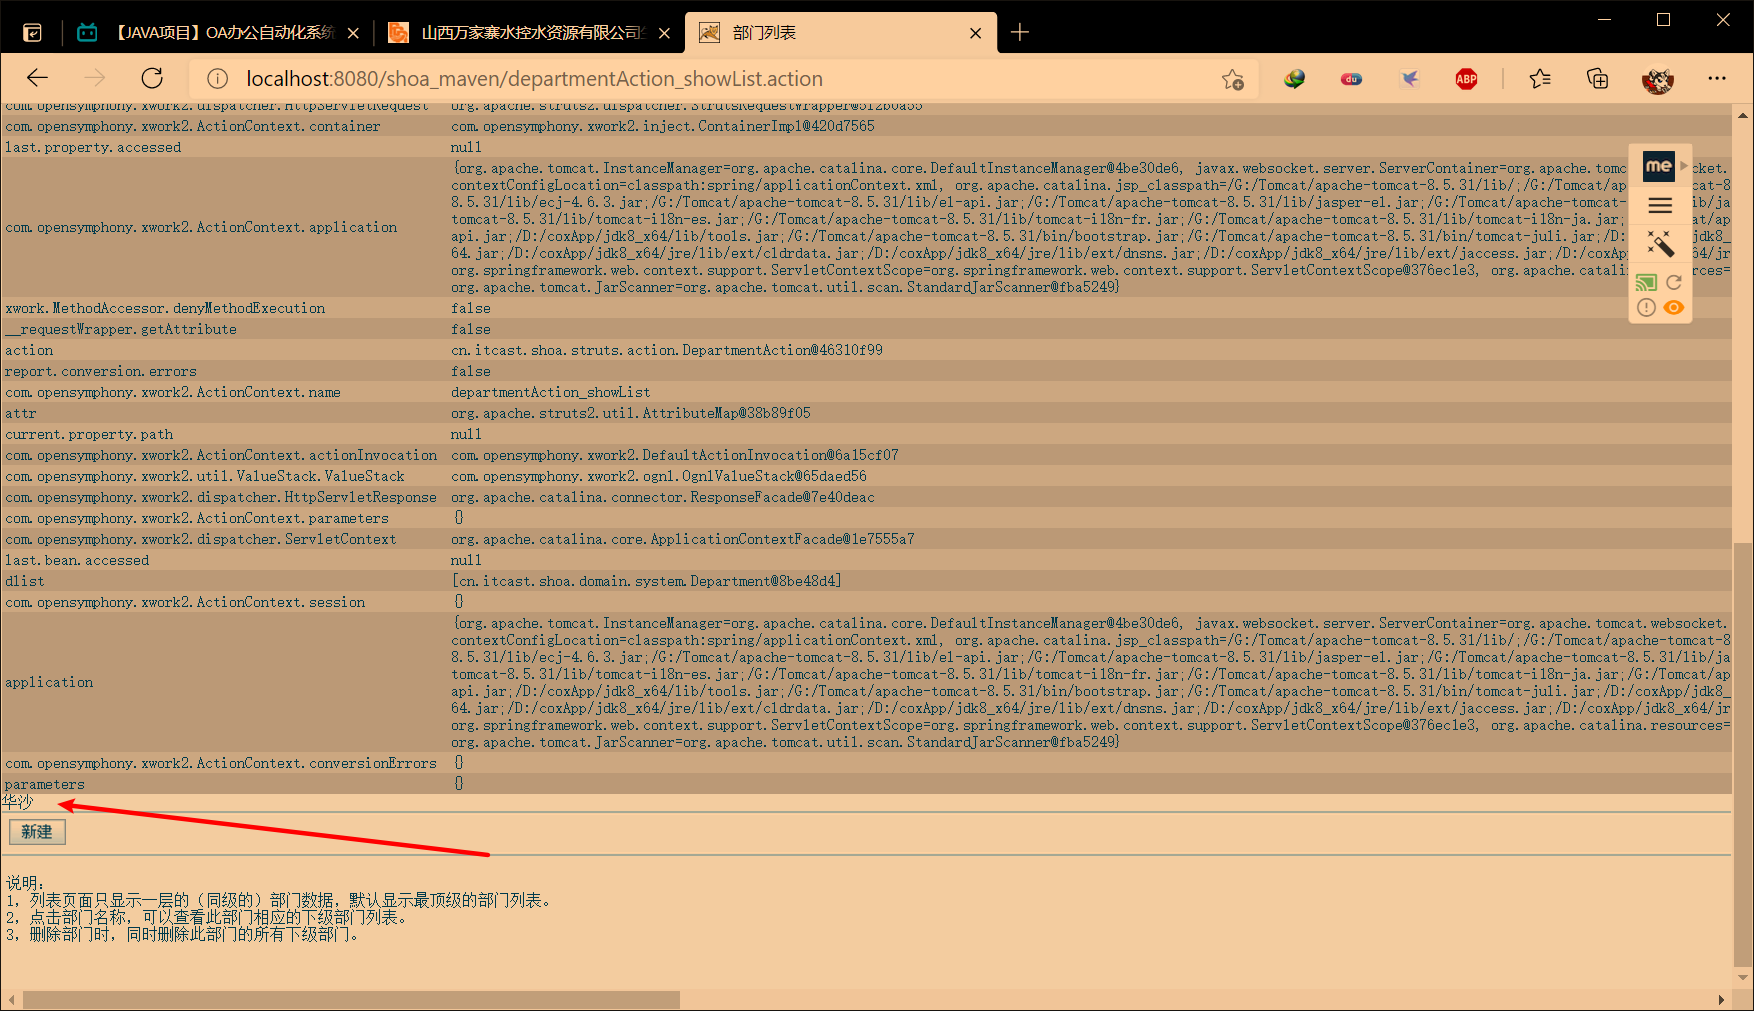 【JAVA项目】OA办公自动化系统
山西万家寨水控水资源有限公司
部门列表
localhost:8080/shoa_maven/departmentAction_showList.action
com.opensymphony.xwork2.dispatcher.HttpServletRequest org.apache.struts2.dispatcher.StrutsRequestWrapper@512b0a55
com.opensymphony.xwork2.ActionContext.container com.opensymphony.xwork2.inject.ContainerImpl@420d7565
last.property.accessed null
{org.apache.tomcat.InstanceManager=org.apache.catalina.core.DefaultInstanceManager@4be30de6, javax.websocket.server.ServerContainer=org.apache.tomc cket.
contextConfigLocation=classpath:spring/applicationContext.xml, org.apache.catalina.jsp_classpath=/G:/Tomcat/apache-tomcat-8.5.31/lib/;/G:/Tomcat/ap t-8
8.5.31/lib/ecj-4.6.3.jar;/G:/Tomcat/apache-tomcat-8.5.31/lib/el-api.jar;/G:/Tomcat/apache-tomcat-8.5.31/lib/jasper-el.jar;/G:/Tomcat/apache-tomcat- b/ja
tomcat-8.5.31/lib/tomcat-i18n-es.jar;/G:/Tomcat/apache-tomcat-8.5.31/lib/tomcat-i18n-fr.jar;/G:/Tomcat/apache-tomcat-8.5.31/lib/tomcat-i18n-ja.jar; t/ap
com.opensymphony.xwork2.ActionContext.application
api.jar;/D:/coxApp/jdk8_x64/lib/tools.jar;/G:/Tomcat/apache-tomcat-8.5.31/bin/bootstrap.jar;/G:/Tomcat/apache-tomcat-8.5.31/bin/tomcat-juli.jar;/D: jdk8_
64.jar;/D:/coxApp/jdk8_x64/jre/lib/ext/cldrdata.jar;/D:/coxApp/jdk8_x64/jre/lib/ext/dnsns.jar;/D:/coxApp/jdk8_x64/jre/lib/ext/jaccess.jar;/D:/coxAp 4/jr
org.springframework.web.context.support.ServletContextScope=org.springframework.web.context.support.ServletContextScope@376ec1e3, org.apache.catali rces=
org.apache.tomcat.JarScanner=org.apache.tomcat.util.scan.StandardJarScanner@fba5249}
xwork.MethodAccessor.denyMethodExecution false
__requestWrapper.getAttribute false
action cn.itcast.shoa.struts.action.DepartmentAction@46310f99
report.conversion.errors false
com.opensymphony.xwork2.ActionContext.name departmentAction_showList
attr org.apache.struts2.util.AttributeMap@38b89f05
current.property.path null
com.opensymphony.xwork2.ActionContext.actionInvocation com.opensymphony.xwork2.DefaultActionInvocation@6a15cf07
com.opensymphony.xwork2.util.ValueStack.ValueStack com.opensymphony.xwork2.ognl.OgnlValueStack@65daed56
com.opensymphony.xwork2.dispatcher.HttpServletResponse org.apache.catalina.connector.ResponseFacade@7e40deac
com.opensymphony.xwork2.ActionContext.parameters {}
com.opensymphony.xwork2.dispatcher.ServletContext org.apache.catalina.core.ApplicationContextFacade@1e7555a7
last.bean.accessed null
dlist [cn.itcast.shoa.domain.system.Department@8be48d4]
com.opensymphony.xwork2.ActionContext.session {}
{org.apache.tomcat.InstanceManager=org.apache.catalina.core.DefaultInstanceManager@4be30de6, javax.websocket.server.ServerContainer=org.apache.tomcat.websocket.
contextConfigLocation=classpath:spring/applicationContext.xml, org.apache.catalina.jsp_classpath=/G:/Tomcat/apache-tomcat-8.5.31/lib/;/G:/Tomcat/apache-tomcat-8
8.5.31/lib/ecj-4.6.3.jar;/G:/Tomcat/apache-tomcat-8.5.31/lib/el-api.jar;/G:/Tomcat/apache-tomcat-8.5.31/lib/jasper-el.jar;/G:/Tomcat/apache-tomcat-8.5.31/lib/ja
tomcat-8.5.31/lib/tomcat-i18n-es.jar;/G:/Tomcat/apache-tomcat-8.5.31/lib/tomcat-i18n-fr.jar;/G:/Tomcat/apache-tomcat-8.5.31/lib/tomcat-i18n-ja.jar;/G:/Tomcat/ap
application
api.jar;/D:/coxApp/jdk8_x64/lib/tools.jar;/G:/Tomcat/apache-tomcat-8.5.31/bin/bootstrap.jar;/G:/Tomcat/apache-tomcat-8.5.31/bin/tomcat-juli.jar;/D:/coxApp/jdk8_
64.jar;/D:/coxApp/jdk8_x64/jre/lib/ext/cldrdata.jar;/D:/coxApp/jdk8_x64/jre/lib/ext/dnsns.jar;/D:/coxApp/jdk8_x64/jre/lib/ext/jaccess.jar;/D:/coxApp/jdk8_x64/jr
org.springframework.web.context.support.ServletContextScope=org.springframework.web.context.support.ServletContextScope@376ec1e3, org.apache.catalina.resources=
org.apache.tomcat.JarScanner=org.apache.tomcat.util.scan.StandardJarScanner@fba5249}
com.opensymphony.xwork2.ActionContext.conversionErrors {}
parameters {}
华沙
新建
说明：
1，列表页面只显示一层的（同级的）部门数据，默认显示最顶级的部门列表。
2，点击部门名称，可以查看此部门相应的下级部门列表。
3，删除部门时，同时删除此部门的所有下级部门。
me
du
ABP